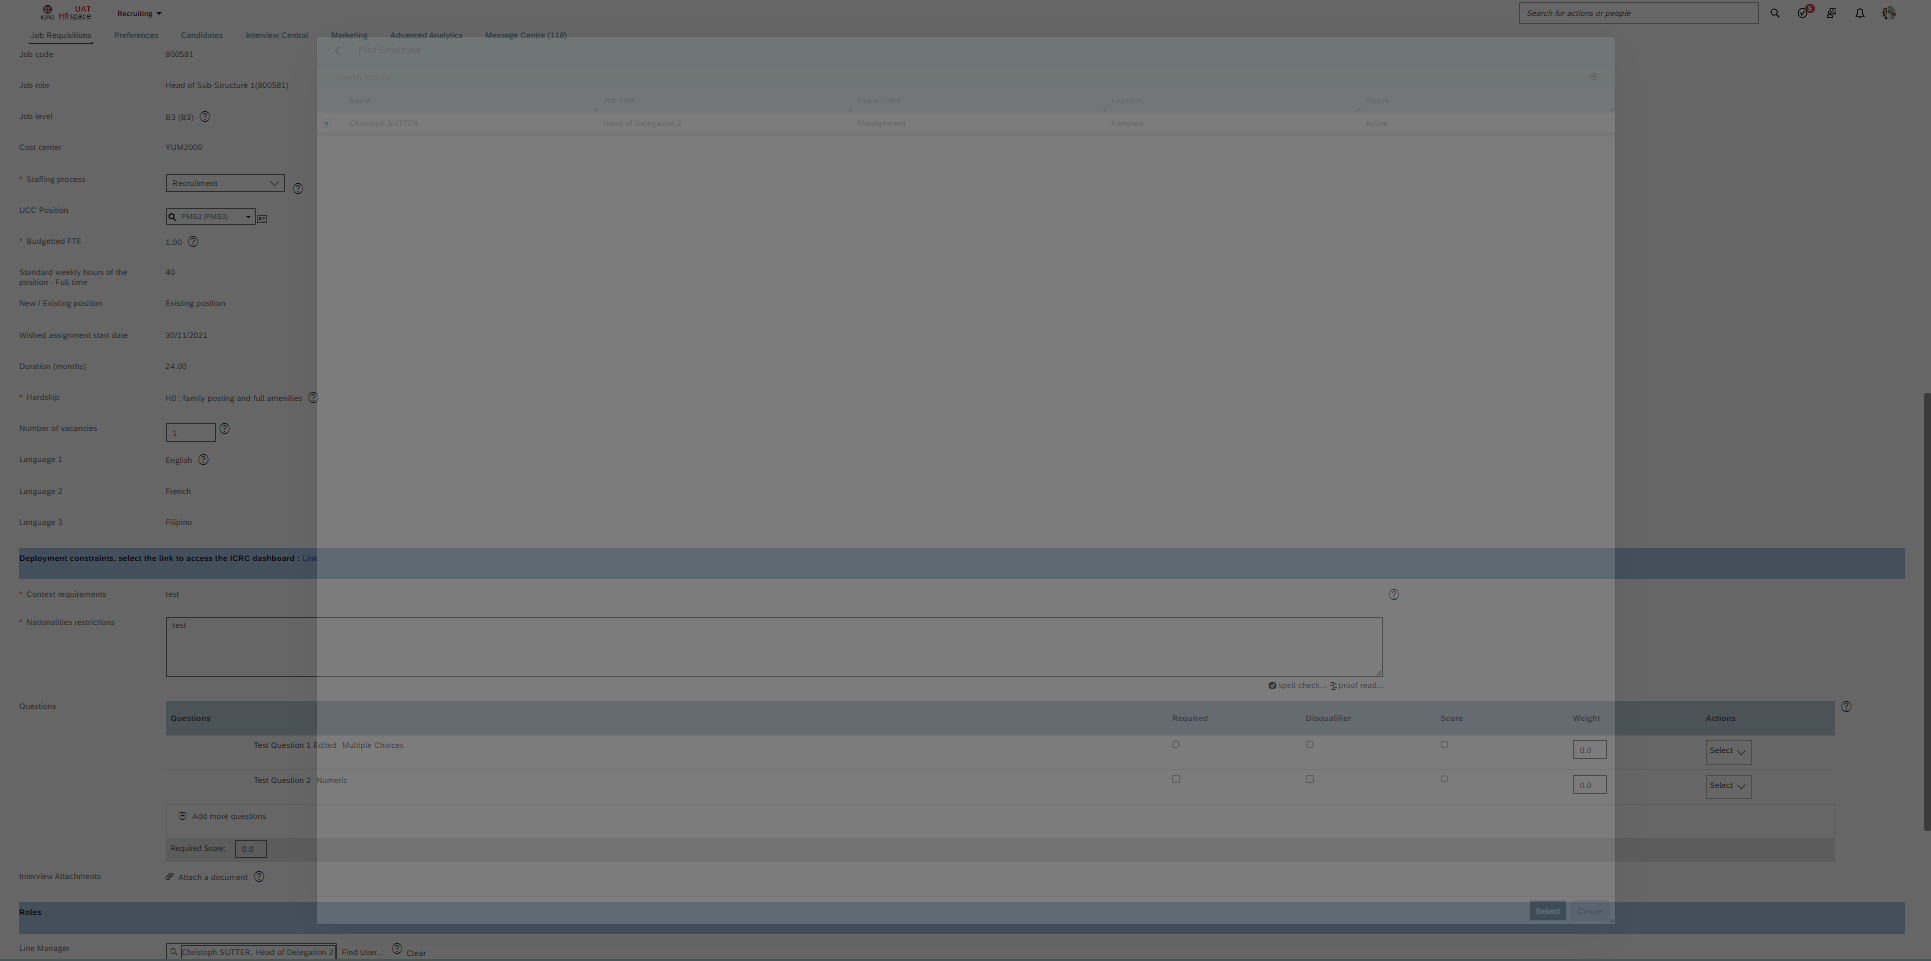 UAT
ICRC HRspace
Recruiting
Search for actions or people
5
Job Requisitions Preferences Candidates Interview Central Marketing Advanced Analytics Message Centre (118)
Find Employee
Job code 800581
Job role Head of Sub-Structure 1(800581)
Name Job Title Department Location Status
Job level B3 (B3)
Christoph SUTTER Head of Delegation 2 Management Kampala Active
Cost center YUM2000
* Staffing process Recruitment
UCC Position PMG3 (PMG3)
* Budgetted FTE 1.00
Standard weekly hours of the position - Full time 40
New / Existing position Existing position
Wished assignment start date 30/11/2021
Duration (months) 24.00
* Hardship H0 : family posting and full amenities
Number of vacancies 1
Language 1 English
Language 2 French
Language 3 Filipino
Deployment constraints, select the link to access the ICRC dashboard : Link
* Context requirements test
* Nationalities restrictions test
spell check... proof read...
Questions
Questions Required Disqualifier Score Weight Actions
Test Question 1 Edited Multiple Choices 0.0 Select
Test Question 2 Numeric 0.0 Select
Add more questions
Required Score: 0.0
Interview Attachments Attach a document
Roles
Select Cancel
Line Manager Christoph SUTTER, Head of Delegation 2 Find User... Clear